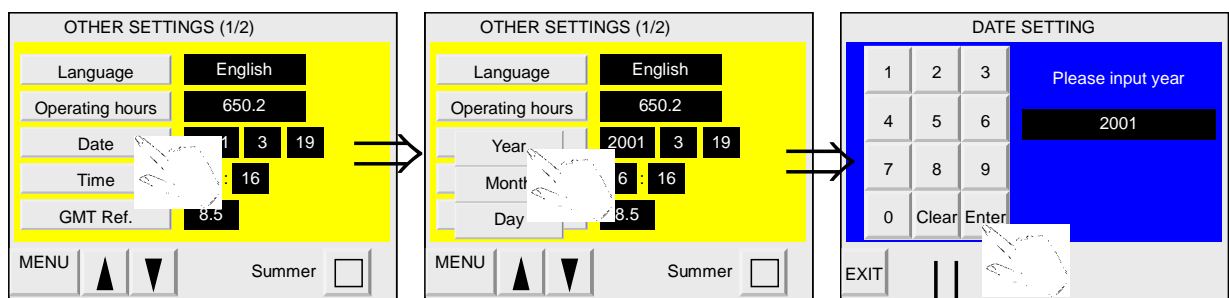 OTHER SETTINGS (1/2)
Language English
Operating hours 650.2
Date 1 3 19
Time : 16
GMT Ref. 8.5
MENU Summer
OTHER SETTINGS (1/2)
Language English
Operating hours 650.2
Year 2001 3 19
Month 6 : 16
Day 8.5
MENU Summer
DATE SETTING
1 2 3 Please input year
4 5 6 2001
7 8 9
0 Clear Enter
EXIT